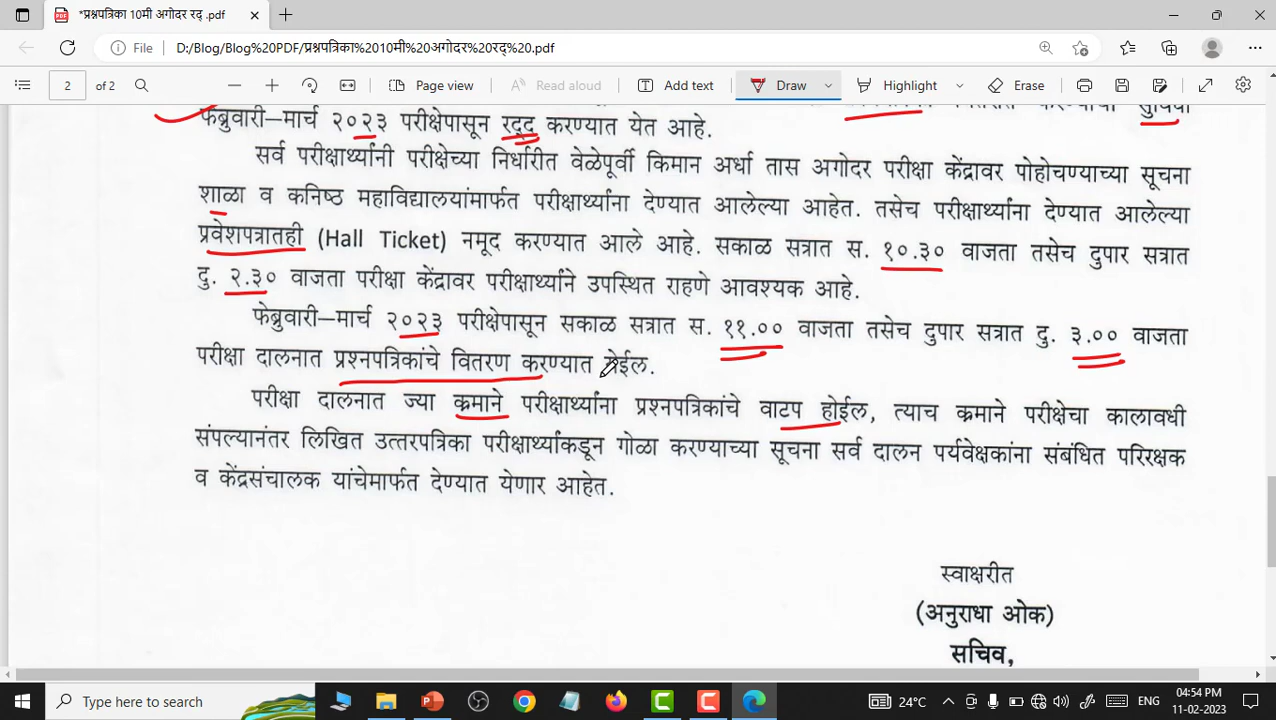 *प्रश्नपत्रिका 10मी अगोदर रद्द .pdf
File D:/Blog/Blog%20PDF/प्रश्नपत्रिका%2010मी%20अगोदर%20रद्द%20.pdf
2 of 2 Page view Read aloud Add text Draw Highlight Erase
सुविधा
फेब्रुवारी–मार्च २०२३ परीक्षेपासून रद्द करण्यात येत आहे.
सर्व परीक्षार्थ्यांनी परीक्षेच्या निर्धारीत वेळेपूर्वी किमान अर्धा तास अगोदर परीक्षा केंद्रावर पोहोचण्याच्या सूचना
शाळा व कनिष्ठ महाविद्यालयांमार्फत परीक्षार्थ्यांना देण्यात आलेल्या आहेत. तसेच परीक्षार्थ्यांना देण्यात आलेल्या
प्रवेशपत्रातही (Hall Ticket) नमूद करण्यात आले आहे. सकाळ सत्रात स. १०.३० वाजता तसेच दुपार सत्रात
दु. २.३० वाजता परीक्षा केंद्रावर परीक्षार्थ्याने उपस्थित राहणे आवश्यक आहे.
फेब्रुवारी–मार्च २०२३ परीक्षेपासून सकाळ सत्रात स. ११.०० वाजता तसेच दुपार सत्रात दु. ३.०० वाजता
परीक्षा दालनात प्रश्नपत्रिकांचे वितरण करण्यात येईल.
परीक्षा दालनात ज्या क्रमाने परीक्षार्थ्यांना प्रश्नपत्रिकांचे वाटप होईल, त्याच क्रमाने परीक्षेचा कालावधी
संपल्यानंतर लिखित उत्तरपत्रिका परीक्षार्थ्यांकडून गोळा करण्याच्या सूचना सर्व दालन पर्यवेक्षकांना संबंधित परिरक्षक
व केंद्रसंचालक यांचेमार्फत देण्यात येणार आहेत.
स्वाक्षरीत
(अनुराधा ओक)
सचिव,
Type here to search 24°C ENG 04:54 PM
11-02-2023